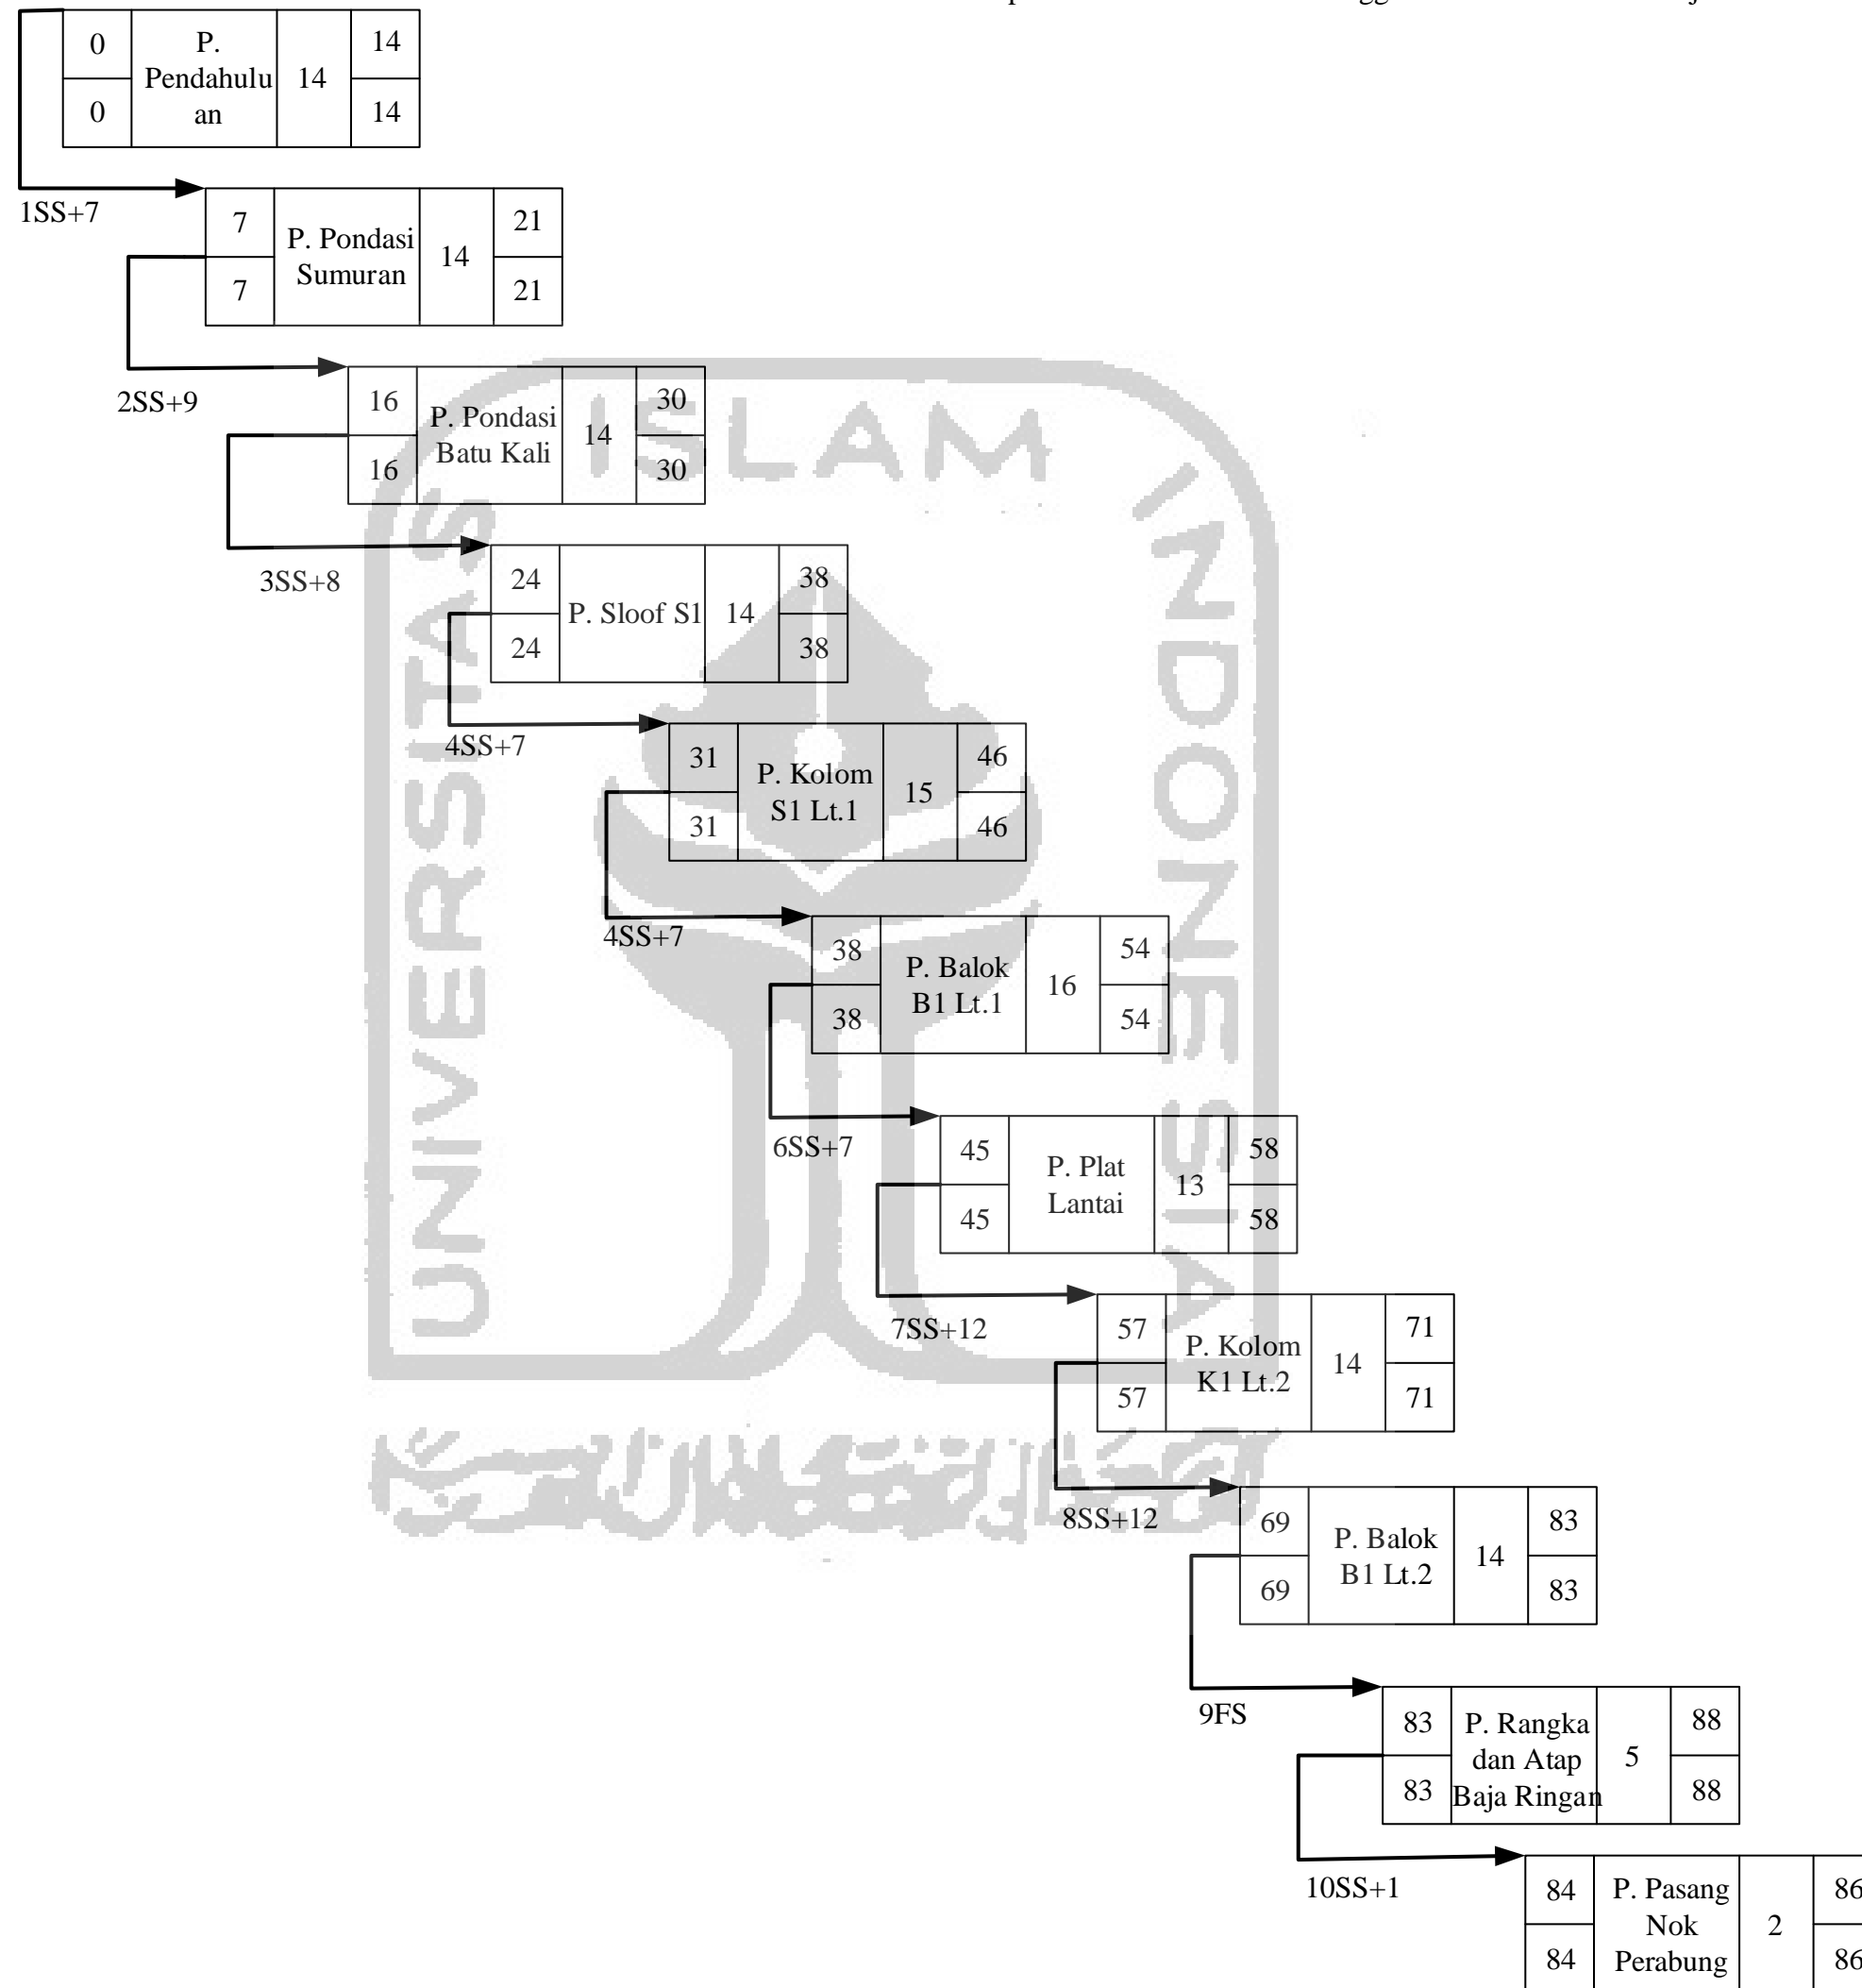 0
P.
Pendahulu
an
14
14
0
14
1SS+7
7
P. Pondasi
Sumuran
14
21
7
21
2SS+9
16
P. Pondasi
Batu Kali
14
30
16
30
3SS+8
24
P. Sloof S1
14
38
24
38
4SS+7
31
P. Kolom
S1 Lt.1
15
46
31
46
4SS+7
38
P. Balok
B1 Lt.1
16
54
38
54
6SS+7
45
P. Plat
Lantai
13
58
45
58
7SS+12
57
P. Kolom
K1 Lt.2
14
71
57
71
8SS+12
69
P. Balok
B1 Lt.2
14
83
69
83
9FS
83
P. Rangka
dan Atap
Baja Ringan
5
88
83
88
10SS+1
84
P. Pasang
Nok
Perabung
2
86
84
86
UNIVERSITAS
ISLAM
INDONESIA